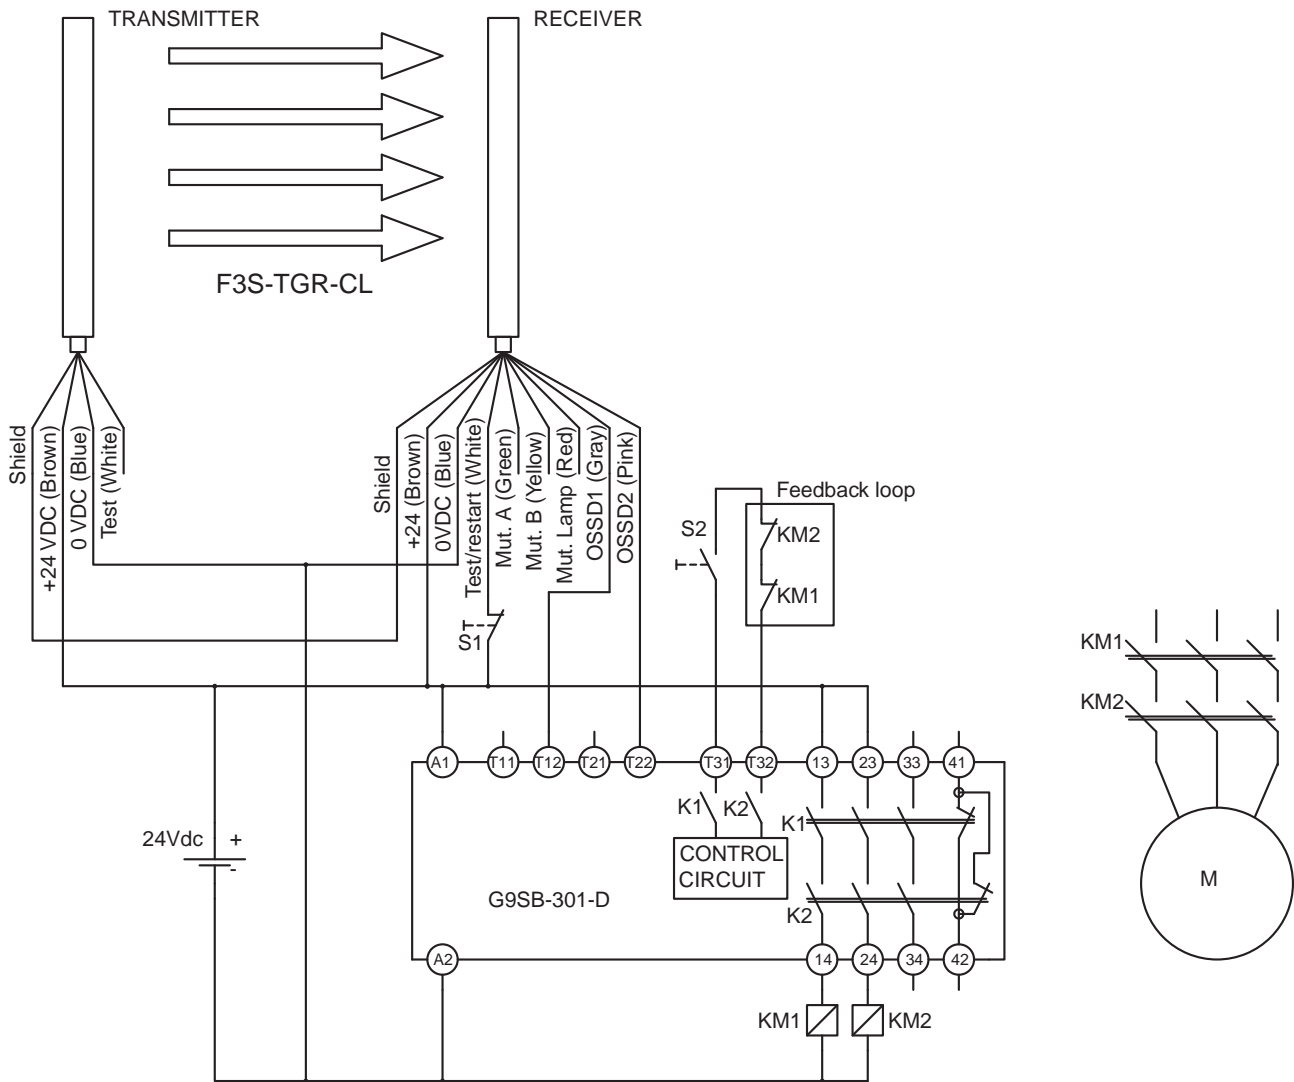 TRANSMITTER
RECEIVER
F3S-TGR-CL
Shield
+24 VDC (Brown)
0 VDC (Blue)
Test (White)
Shield
+24 (Brown)
0VDC (Blue)
Test/restart (White)
Mut. A (Green)
Mut. B (Yellow)
Mut. Lamp (Red)
OSSD1 (Gray)
OSSD2 (Pink)
S1
S2
Feedback loop
KM2
KM1
KM1
KM2
M
A1
T11
T12
T21
T22
T31
T32
13
23
33
41
K1
K2
K1
CONTROL
CIRCUIT
K2
24Vdc
+
-
G9SB-301-D
A2
14
24
34
42
KM1
KM2